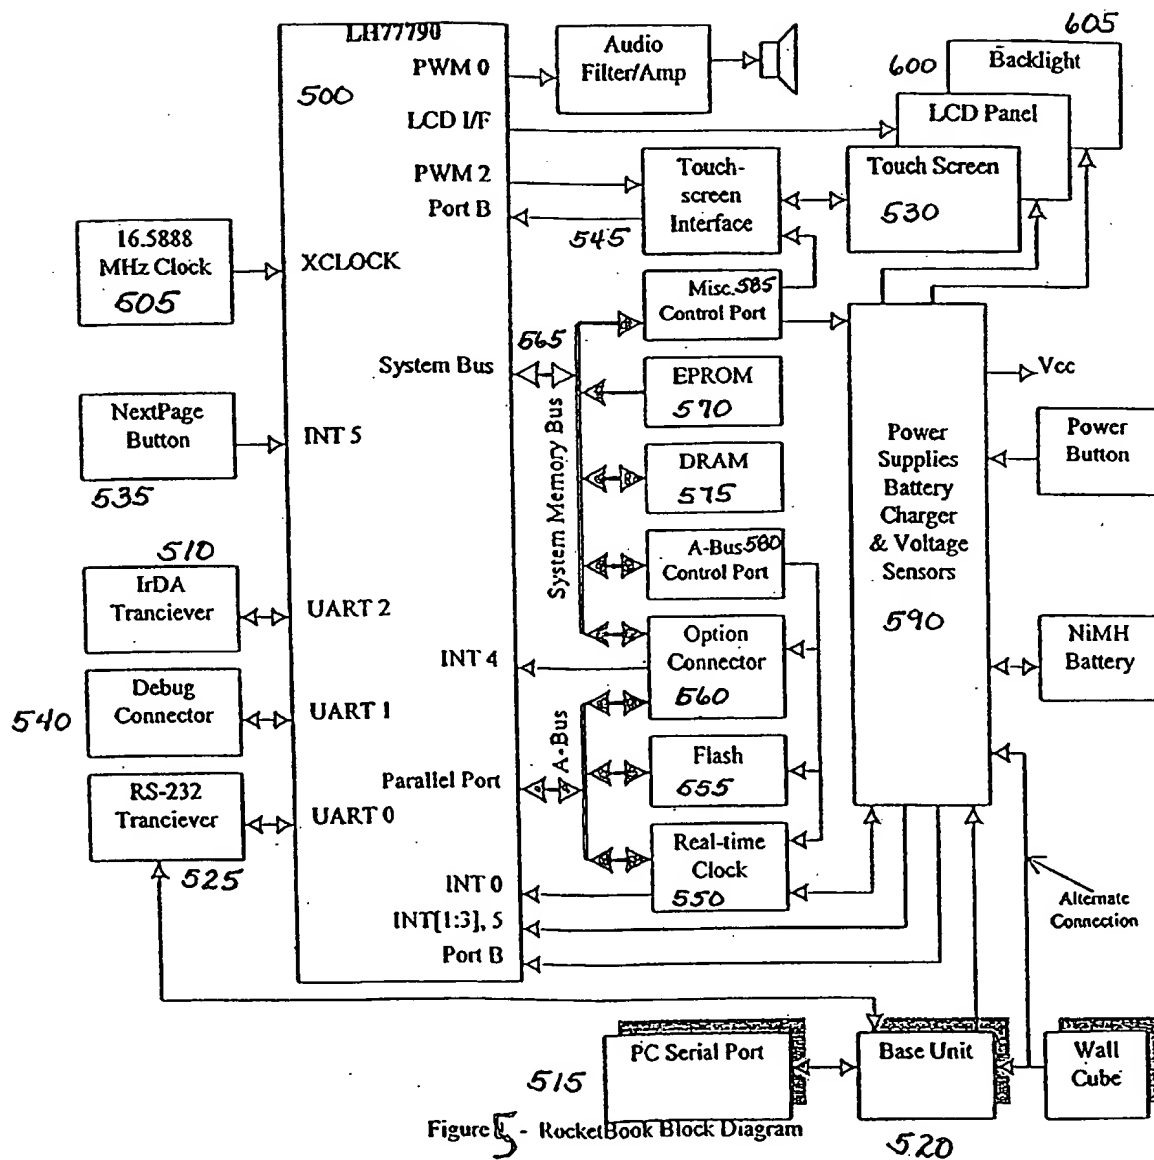 LH77790
500
PWM 0
LCD I/F
PWM 2
Port B
XCLOCK
System Bus
INT 5
UART 2
INT 4
UART 1
Parallel Port
UART 0
INT 0
INT[1:3], 5
Port B
Audio
Filter/Amp
605
Backlight
600
LCD Panel
Touch Screen
530
Touch-
screen
Interface
545
16.5888
MHz Clock
505
Misc. 585
Control Port
565
System Memory Bus
EPROM
570
DRAM
575
A-Bus 580
Control Port
Option
Connector
560
A-Bus
Flash
555
Real-time
Clock
550
NextPage
Button
535
510
IrDA
Tranciever
Debug
Connector
540
RS-232
Tranciever
525
Power
Supplies
Battery
Charger
& Voltage
Sensors
590
Vcc
Power
Button
NiMH
Battery
Alternate
Connection
PC Serial Port
515
Base Unit
520
Wall
Cube
Figure 5 - RocketBook Block Diagram